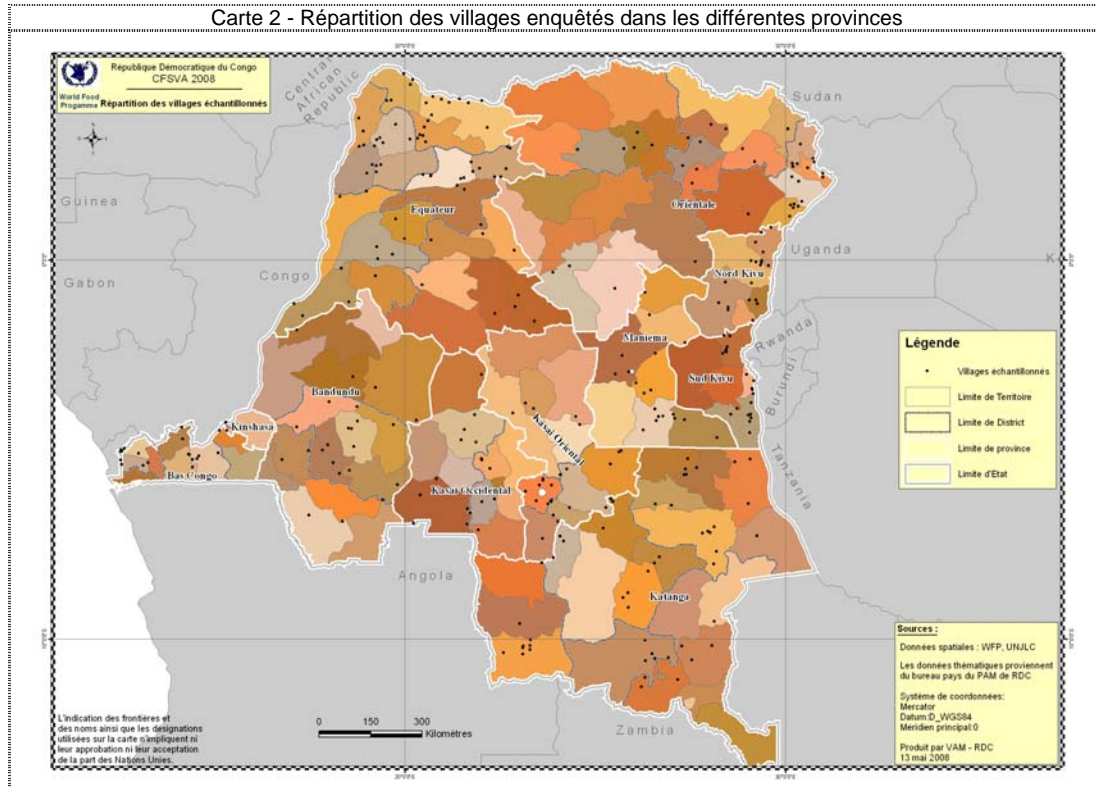 Carte 2 - Répartition des villages enquêtés dans les différentes provinces
République Démocratique du Congo
CFSVA 2008
World Food
Progamme
Répartition des villages échantillonnés
Central
African
Republic
Sudan
Guinea
Equateur
Orientale
Uganda
Congo
Gabon
Nord Kivu
Maniema
Rwanda
Burundi
Sud Kivu
Bandundu
Kinshasa
Kasai Oriental
Tanzania
Bas Congo
Kasai Occidental
Angola
Katanga
Zambia
Légende
Villages échantillonnés
Limite de Territoire
Limite de District
Limite de province
Limite d'Etat
Sources :
Données spatiales : WFP, UNJLC
Les données thématiques proviennent
du bureau pays du PAM de RDC
Système de coordonnées:
Mercator
Datum:D_WGS84
Méridien principal:0
Produit par VAM - RDC
13 mai 2008
L'indication des frontières et
des noms ainsi que les désignations
utilisées sur la carte n'impliquent ni
leur approbation ni leur acceptation
de la part des Nations Unies.
0 150 300
Kilomètres